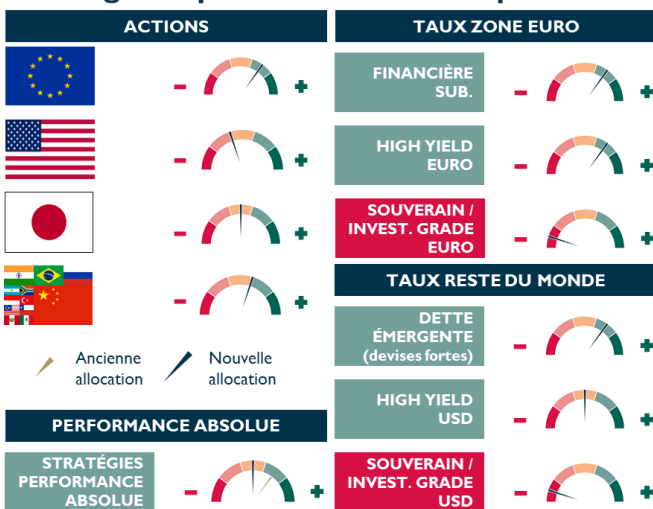 ACTIONS
- +
- +
- +
- +
Ancienne
allocation
Nouvelle
allocation
PERFORMANCE ABSOLUE
STRATÉGIES
PERFORMANCE
ABSOLUE
- +
TAUX ZONE EURO
FINANCIÈRE
SUB.
- +
HIGH YIELD
EURO
- +
SOUVERAIN /
INVEST. GRADE
EURO
- +
TAUX RESTE DU MONDE
DETTE
ÉMERGENTE
(devises fortes)
- +
HIGH YIELD
USD
- +
SOUVERAIN /
INVEST. GRADE
USD
- +